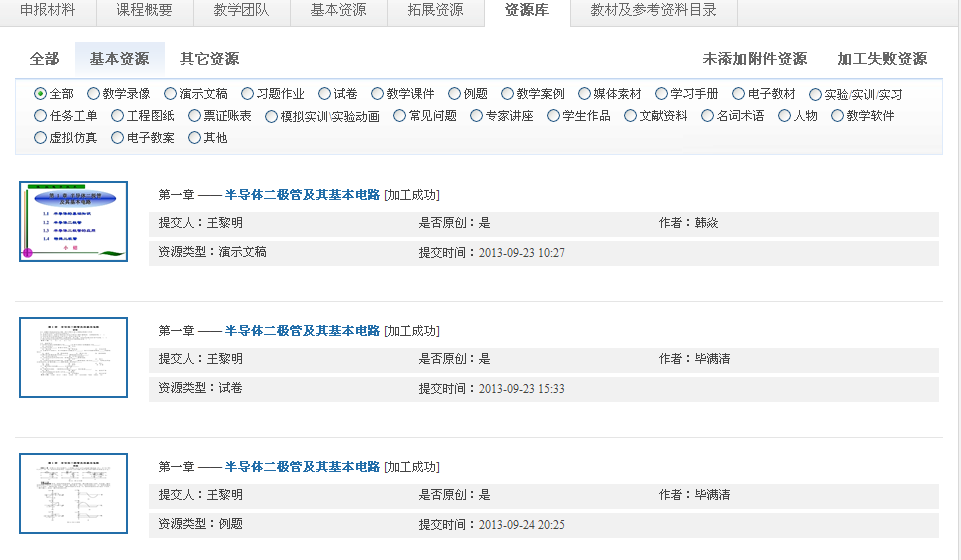 申报材料 课程概要 教学团队 基本资源 拓展资源 资源库 教材及参考资料目录
全部 基本资源 其它资源 未添加附件资源 加工失败资源
全部 教学录像 演示文稿 习题作业 试卷 教学课件 例题 教学案例 媒体素材 学习手册 电子教材 实验/实训/实习
任务工单 工程图纸 票证账表 模拟实训\实验动画 常见问题 专家讲座 学生作品 文献资料 名词术语 人物 教学软件
虚拟仿真 电子教案 其他
第一章 —— 半导体二极管及其基本电路 [加工成功]
提交人：王黎明 是否原创：是 作者：韩焱
资源类型：演示文稿 提交时间：2013-09-23 10:27
第一章 —— 半导体二极管及其基本电路 [加工成功]
提交人：王黎明 是否原创：是 作者：毕满清
资源类型：试卷 提交时间：2013-09-23 15:33
第一章 —— 半导体二极管及其基本电路 [加工成功]
提交人：王黎明 是否原创：是 作者：毕满清
资源类型：例题 提交时间：2013-09-24 20:25